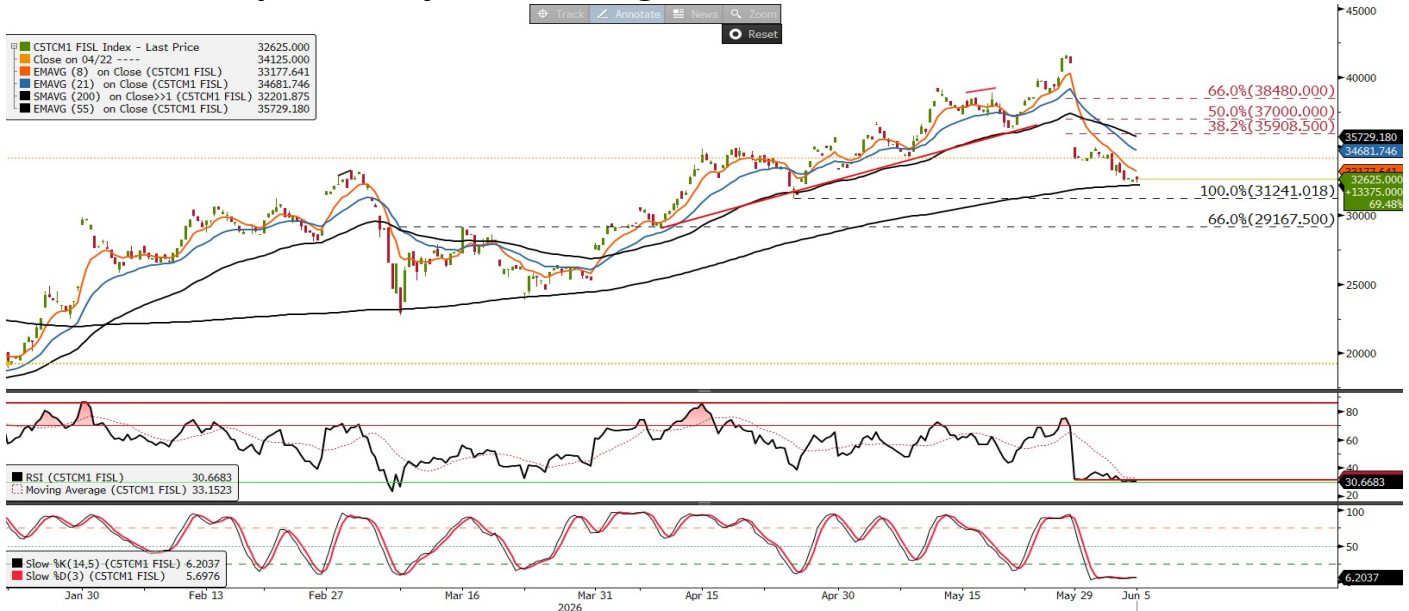 Track Annotate News Zoom
Reset
C5TCM1 FISL Index - Last Price 32625.000
Close on 04/22 ---- 34125.000
EMAVG (8) on Close (C5TCM1 FISL) 33177.641
EMAVG (21) on Close (C5TCM1 FISL) 34681.746
SMAVG (200) on Close>>1 (C5TCM1 FISL) 32201.875
EMAVG (55) on Close (C5TCM1 FISL) 35729.180
45000
40000
66.0%(38480.000)
50.0%(37000.000)
38.2%(35908.500)
35729.180
34681.746
33177.641
32625.000
+13375.000
69.48%
100.0%(31241.018)
30000
66.0%(29167.500)
25000
20000
80
60
40
RSI (C5TCM1 FISL) 30.6683
Moving Average (C5TCM1 FISL) 33.1523
30.6683
20
100
50
Slow %K(14,5) (C5TCM1 FISL) 6.2037
Slow %D(3) (C5TCM1 FISL) 5.6976
6.2037
Jan 30 Feb 13 Feb 27 Mar 16 Mar 31 Apr 15 Apr 30 May 15 May 29 Jun 5
2026